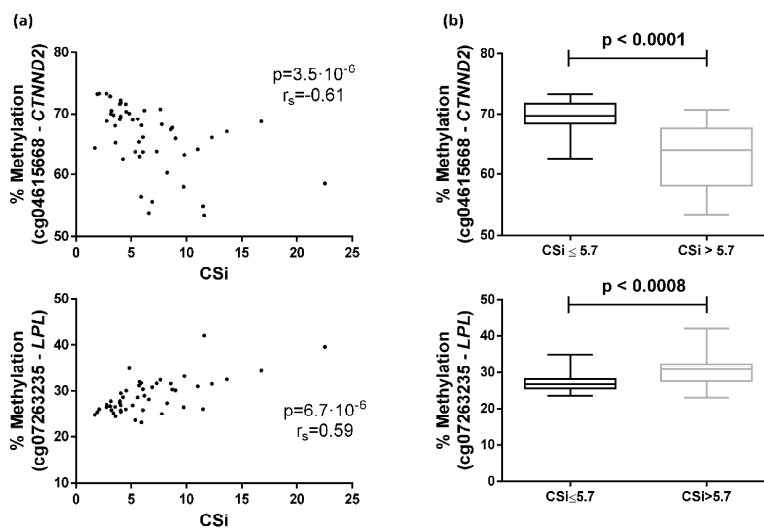 (a)
(b)
% Methylation
(cg04615668 - CTNND2)
80
70
60
50
0 5 10 15 20 25
CSi
p=3.5·10-6
rs=-0.61
% Methylation
(cg04615668 - CTNND2)
80
70
60
50
p < 0.0001
CSi ≤ 5.7 CSi > 5.7
% Methylation
(cg07263235 - LPL)
50
40
30
20
10
0 5 10 15 20 25
CSi
p=6.7·10-6
rs=0.59
% Methylation
(cg07263235 - LPL)
50
40
30
20
10
0
p < 0.0008
CSi≤5.7 CSi>5.7